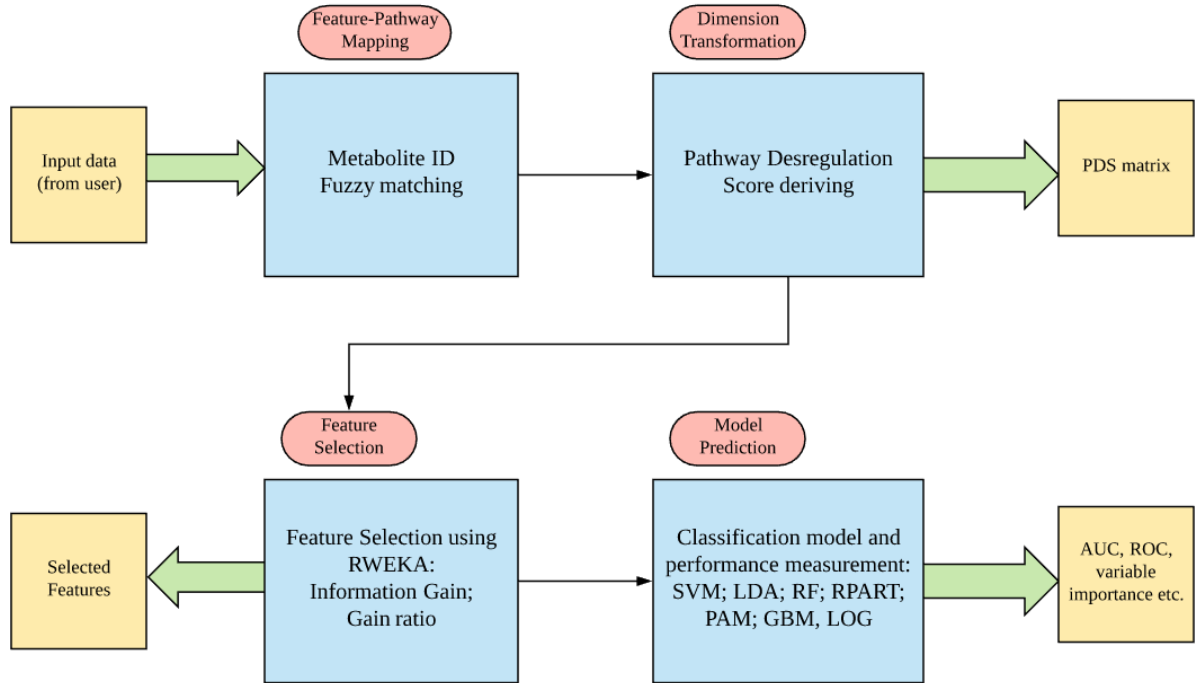 Feature-Pathway
Mapping
Dimension
Transformation
Input data
(from user)
Metabolite ID
Fuzzy matching
Pathway Desregulation
Score deriving
PDS matrix
Feature
Selection
Model
Prediction
Selected
Features
Feature Selection using
RWEKA:
Information Gain;
Gain ratio
Classification model and
performance measurement:
SVM; LDA; RF; RPART;
PAM; GBM, LOG
AUC, ROC,
variable
importance etc.